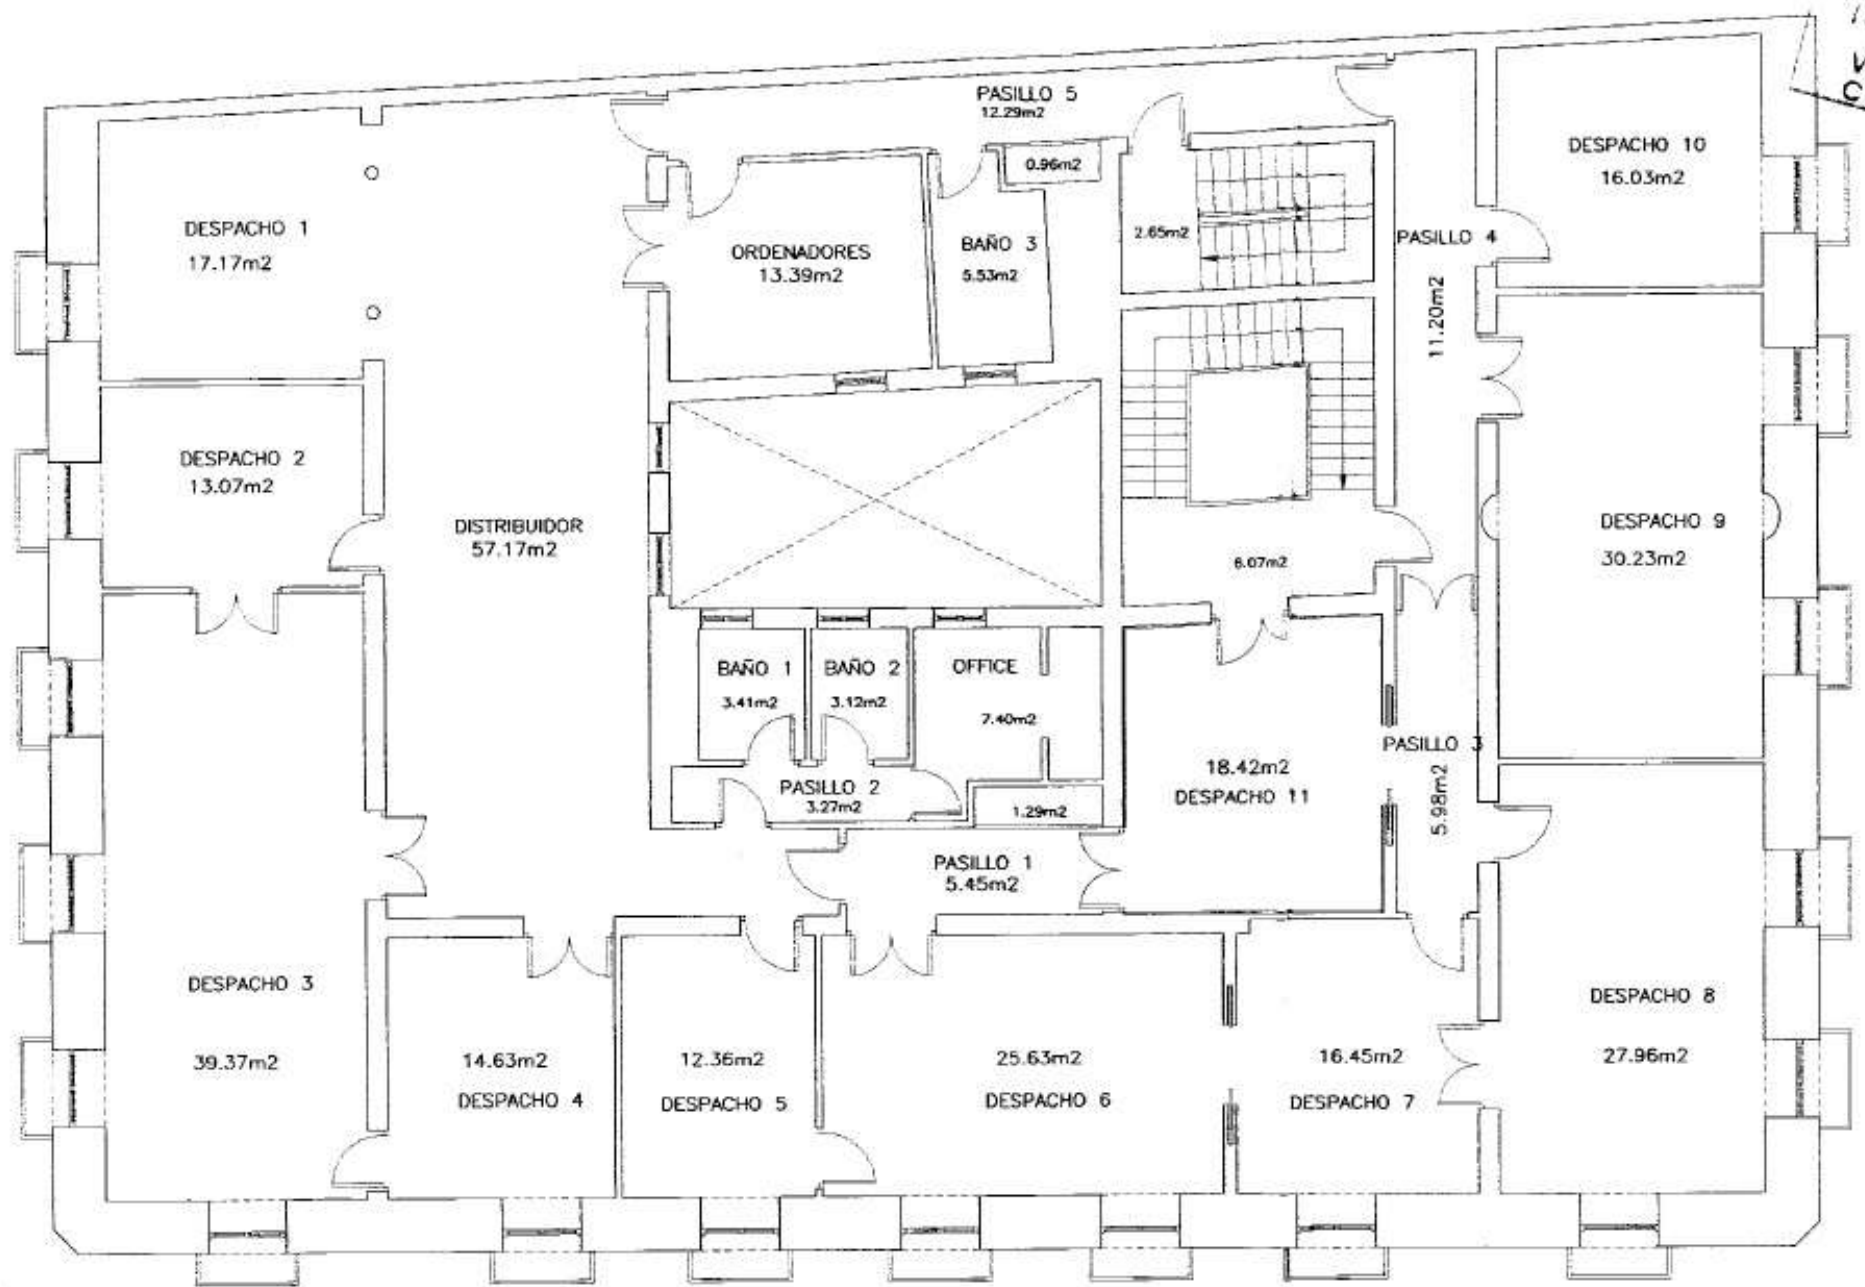 PASILLO 5
12.29m2
DESPACHO 10
16.03m2
0.96m2
DESPACHO 1
17.17m2
ORDENADORES
13.39m2
BAÑO 3
5.53m2
2.65m2
PASILLO 4
11.20m2
DESPACHO 2
13.07m2
DISTRIBUIDOR
57.17m2
DESPACHO 9
30.23m2
6.07m2
BAÑO 1
3.41m2
BAÑO 2
3.12m2
OFFICE
7.40m2
PASILLO 3
5.98m2
18.42m2
DESPACHO 11
PASILLO 2
3.27m2
1.29m2
PASILLO 1
5.45m2
DESPACHO 3
39.37m2
14.63m2
DESPACHO 4
12.36m2
DESPACHO 5
25.63m2
DESPACHO 6
16.45m2
DESPACHO 7
DESPACHO 8
27.96m2